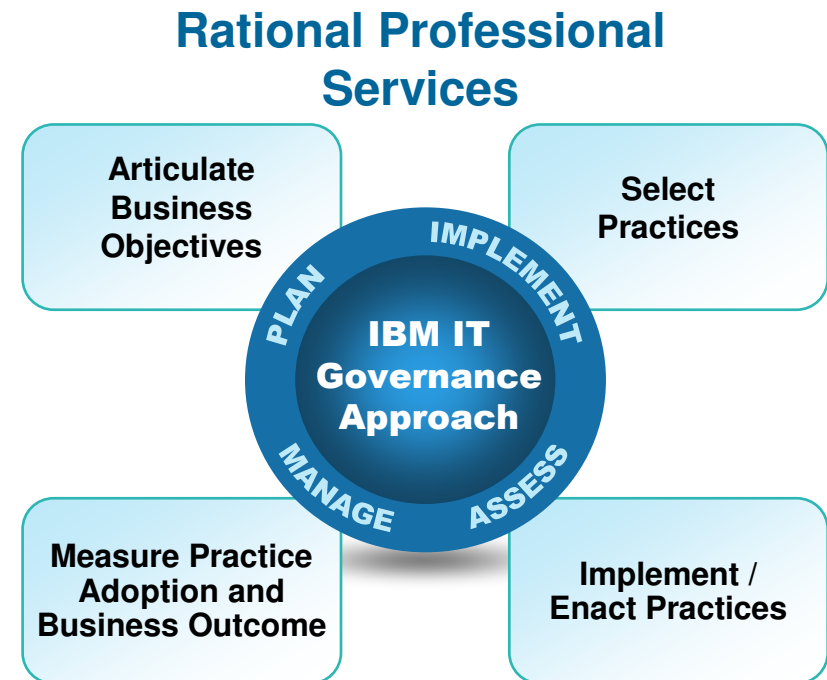 Rational Professional
Services
Articulate
Business
Objectives
Select
Practices
PLAN
IMPLEMENT
IBM IT
Governance
Approach
MANAGE
ASSESS
Measure Practice
Adoption and
Business Outcome
Implement /
Enact Practices